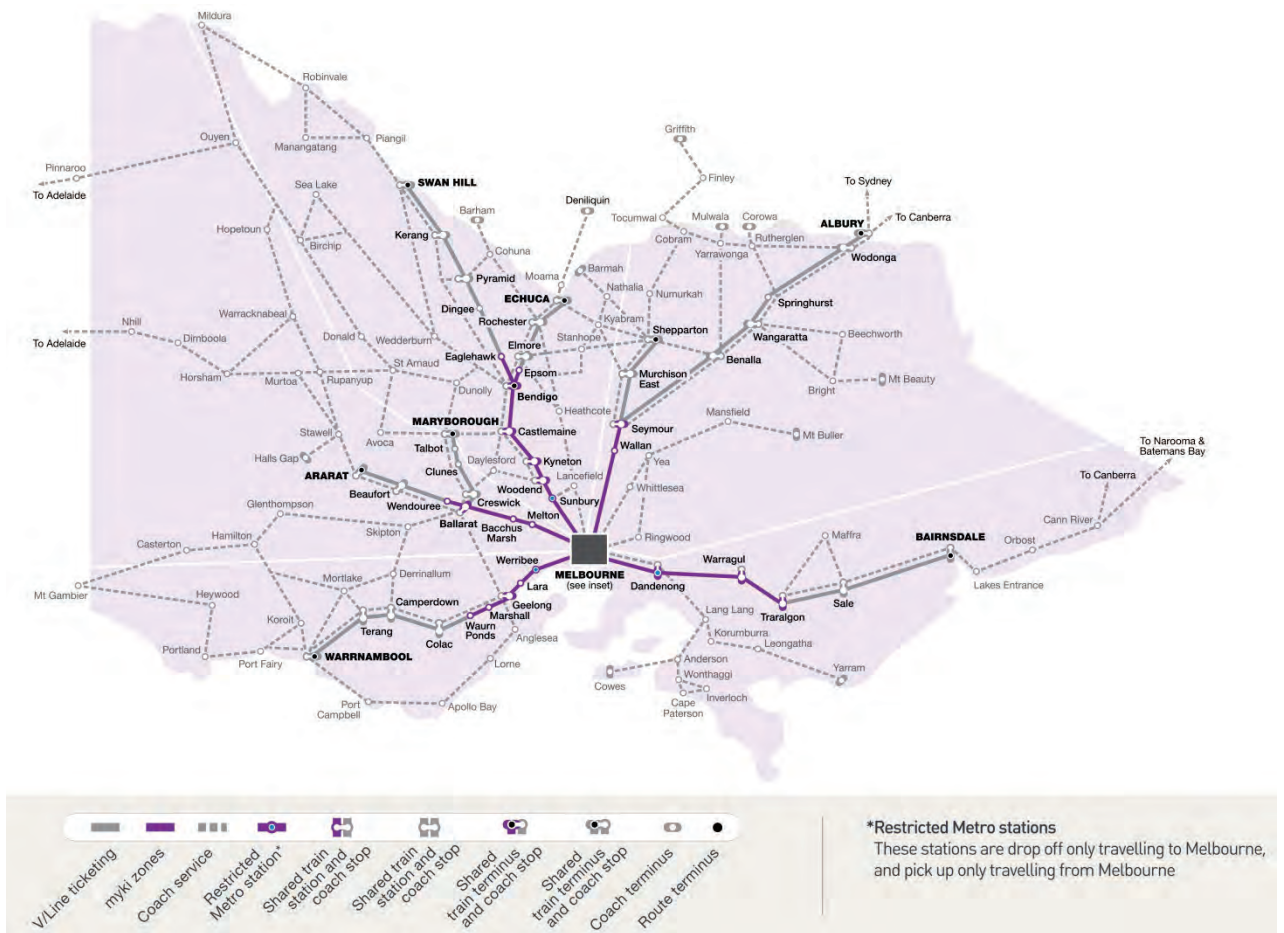 Mildura
Robinvale
Ouyen
Manangatang
Piangil
Pinnaroo
To Adelaide
Sea Lake
SWAN HILL
Griffith
Finley
Deniliquin
Barham
Tocumwal
Mulwala
Corowa
To Sydney
ALBURY
To Canberra
Hopetoun
Birchip
Kerang
Cohuna
Cobram
Yarrawonga
Rutherglen
Wodonga
Pyramid
Moama
Barmah
Nathalia
Numurkah
ECHUCA
Springhurst
Dingee
Rochester
Kyabram
Warracknabeal
Nhill
To Adelaide
Dimboola
Donald
Wedderburn
Elmore
Stanhope
Shepparton
Wangaratta
Beechworth
Eaglehawk
Epsom
Benalla
Horsham
Murtoa
Rupanyup
St Arnaud
Dunolly
Bendigo
Murchison
East
Bright
Mt Beauty
Heathcote
Mansfield
MARYBOROUGH
Castlemaine
Seymour
Mt Buller
Stawell
Avoca
Talbot
Wallan
Halls Gap
Daylesford
Kyneton
Yea
To Narooma &
Batemans Bay
ARARAT
Clunes
Lancefield
Whittlesea
To Canberra
Beaufort
Woodend
Sunbury
Glenthompson
Wendouree
Creswick
Melton
Ballarat
Bacchus
Marsh
Cann River
Hamilton
Skipton
Ringwood
Maffra
BAIRNSDALE
Orbost
Casterton
Werribee
MELBOURNE
(see inset)
Warragul
Dandenong
Lakes Entrance
Mt Gambier
Mortlake
Derrinallum
Lara
Geelong
Traralgon
Sale
Heywood
Camperdown
Marshall
Waurn
Ponds
Lang Lang
Koroit
Terang
Colac
Anglesea
Korumburra
Leongatha
Portland
Port Fairy
WARRNAMBOOL
Lorne
Anderson
Wonthaggi
Yarram
Cowes
Inverloch
Cape
Paterson
Port
Campbell
Apollo Bay
V/Line ticketing
myki zones
Coach service
Restricted
Metro station*
Shared train
station and
coach stop
Shared train
station and
coach stop
Shared
train terminus
and coach stop
Shared
train terminus
and coach stop
Coach terminus
Route terminus
*Restricted Metro stations
These stations are drop off only travelling to Melbourne,
and pick up only travelling from Melbourne